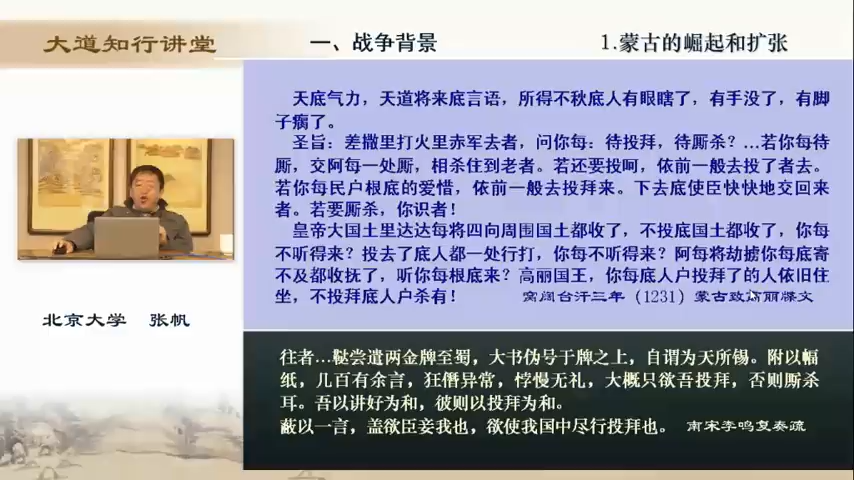 大道知行讲堂
一、战争背景
1.蒙古的崛起和扩张
天底气力，天道将来底言语，所得不秋底人有眼瞎了，有手没了，有脚
子瘸了。
圣旨：差撒里打火里赤军去者，问你每：待投拜，待厮杀？…若你每待
厮，交阿每一处厮，相杀住到老者。若还要投呵，依前一般去投了者去。
若你每民户根底的爱惜，依前一般去投拜来。下去底使臣快快地交回来
者。若要厮杀，你识者！
皇帝大国土里达达每将四向周围国土都收了，不投底国土都收了，你每
不听得来？投去了底人都一处行打，你每不听得来？阿每将劫掳你每底寄
不及都收抚了，听你每根底来？高丽国王，你每底人户投拜了的人依旧住
坐，不投拜底人户杀有！
窝阔台汗三年（1231）蒙古致高丽牒文
北京大学 张帆
往者…鞑尝遣两金牌至蜀，大书伪号于牌之上，自谓为天所锡。附以幅
纸，几百有余言，狂僭异常，悖慢无礼，大概只欲吾投拜，否则厮杀
耳。吾以讲好为和，彼则以投拜为和。
蔽以一言，盖欲臣妾我也，欲使我国中尽行投拜也。
南宋李鸣复奏疏